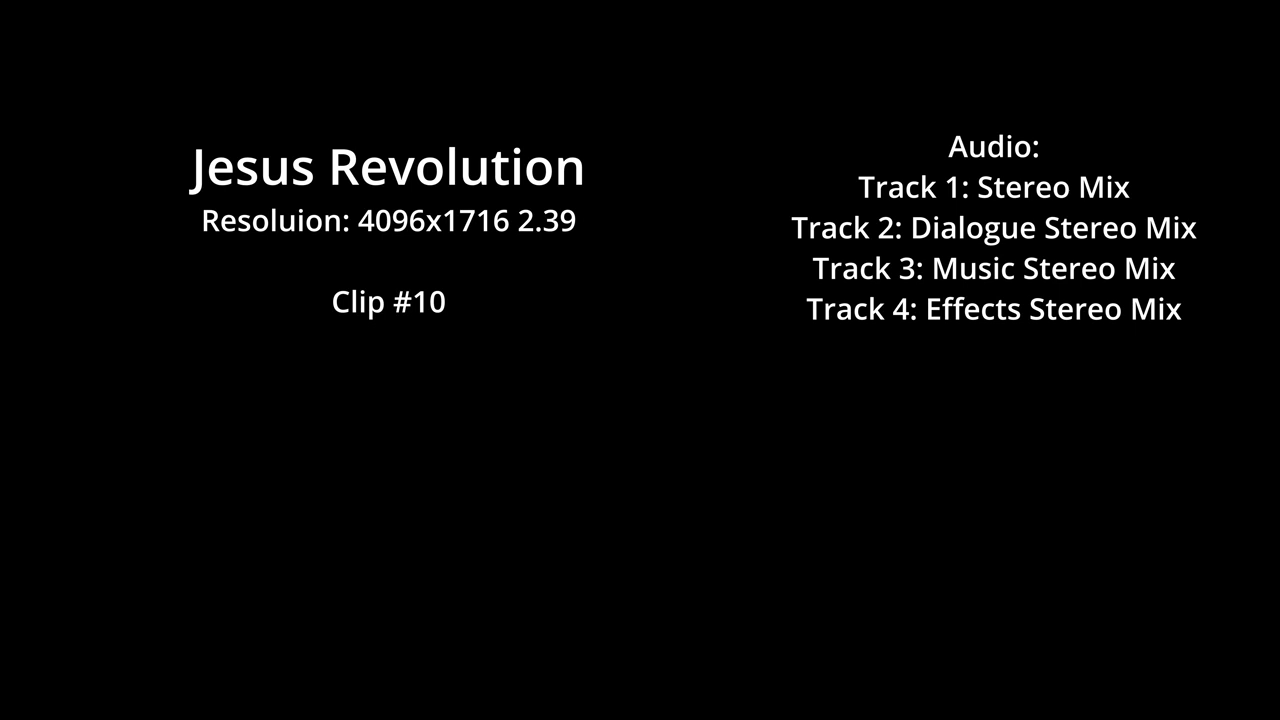 Jesus Revolution
Resoluion: 4096x1716 2.39
Clip #10
Audio:
Track 1: Stereo Mix
Track 2: Dialogue Stereo Mix
Track 3: Music Stereo Mix
Track 4: Effects Stereo Mix